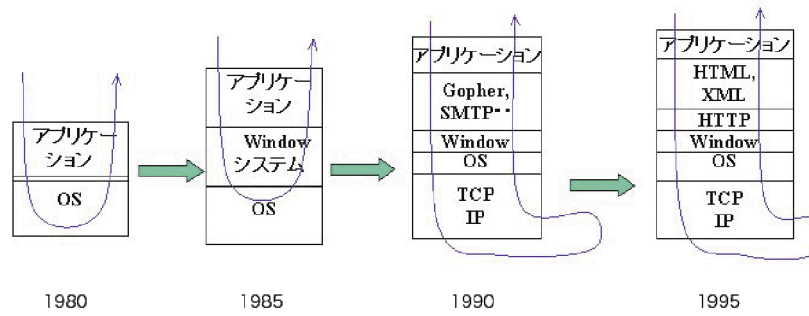 アプリケー
ション
OS
1980
アプリケー
ション
Window
システム
OS
1985
アプリケーション
Gopher,
SMTP・・
Window
OS
TCP
IP
1990
アプリケーション
HTML,
XML
HTTP
Window
OS
TCP
IP
1995